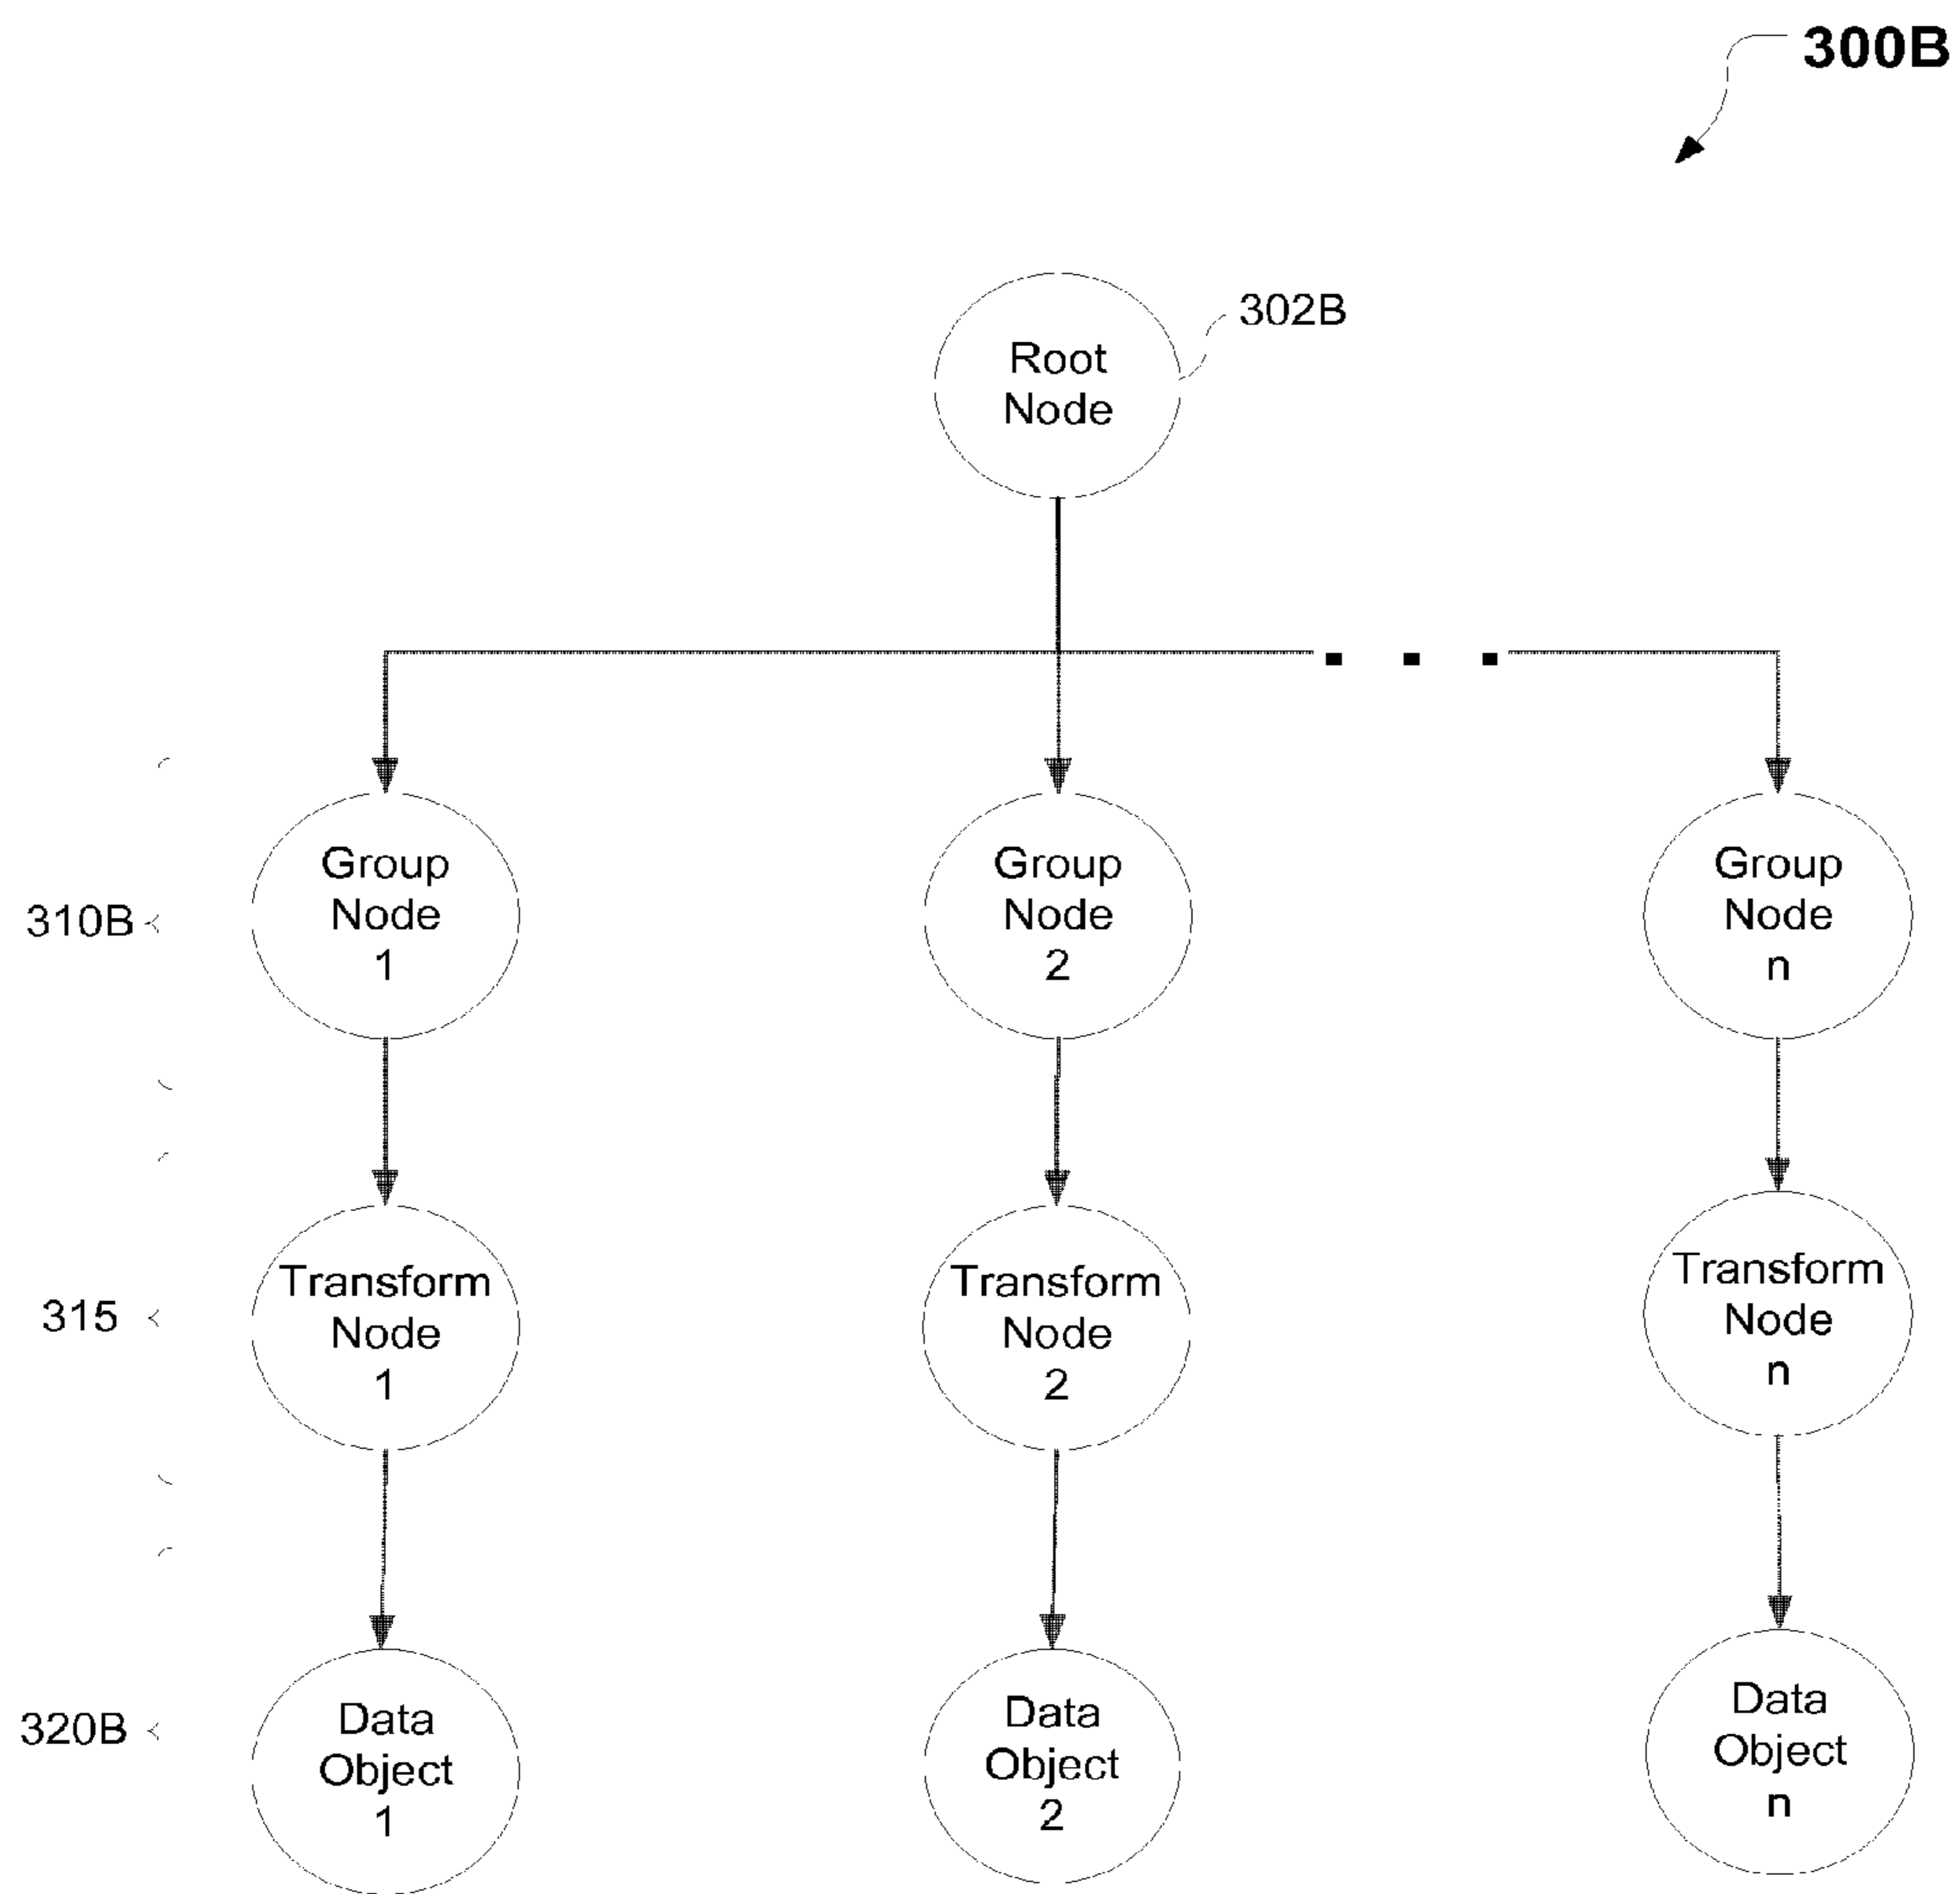 300B
302B
Root
Node
310B
Group
Node
1
Group
Node
2
Group
Node
n
315
Transform
Node
1
Transform
Node
2
Transform
Node
n
320B
Data
Object
1
Data
Object
2
Data
Object
n